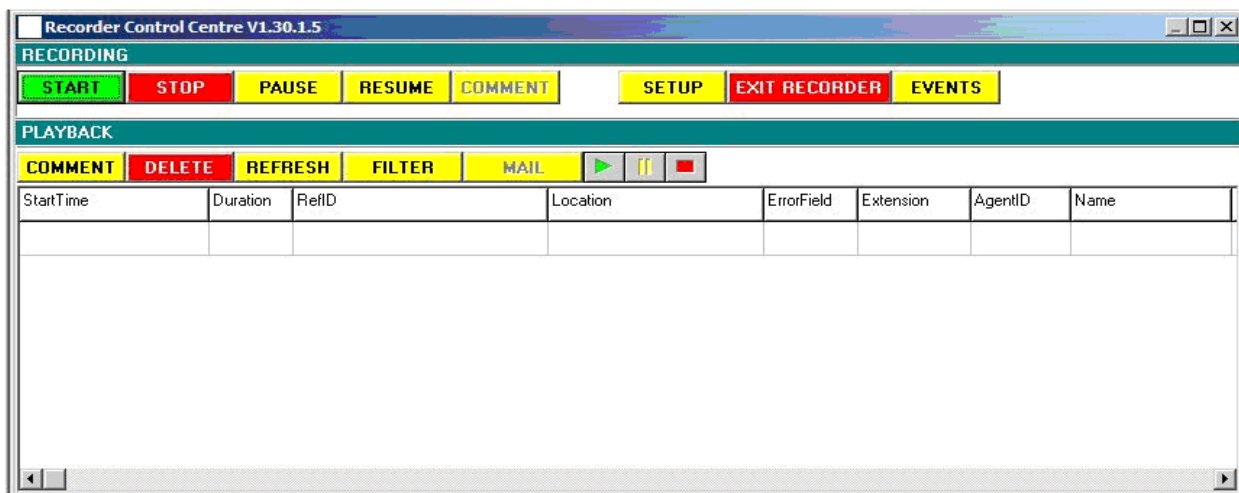 Recorder Control Centre V1.30.1.5
RECORDING
START STOP PAUSE RESUME COMMENT SETUP EXIT RECORDER EVENTS
PLAYBACK
COMMENT DELETE REFRESH FILTER MAIL
StartTime Duration RefID Location ErrorField Extension AgentID Name